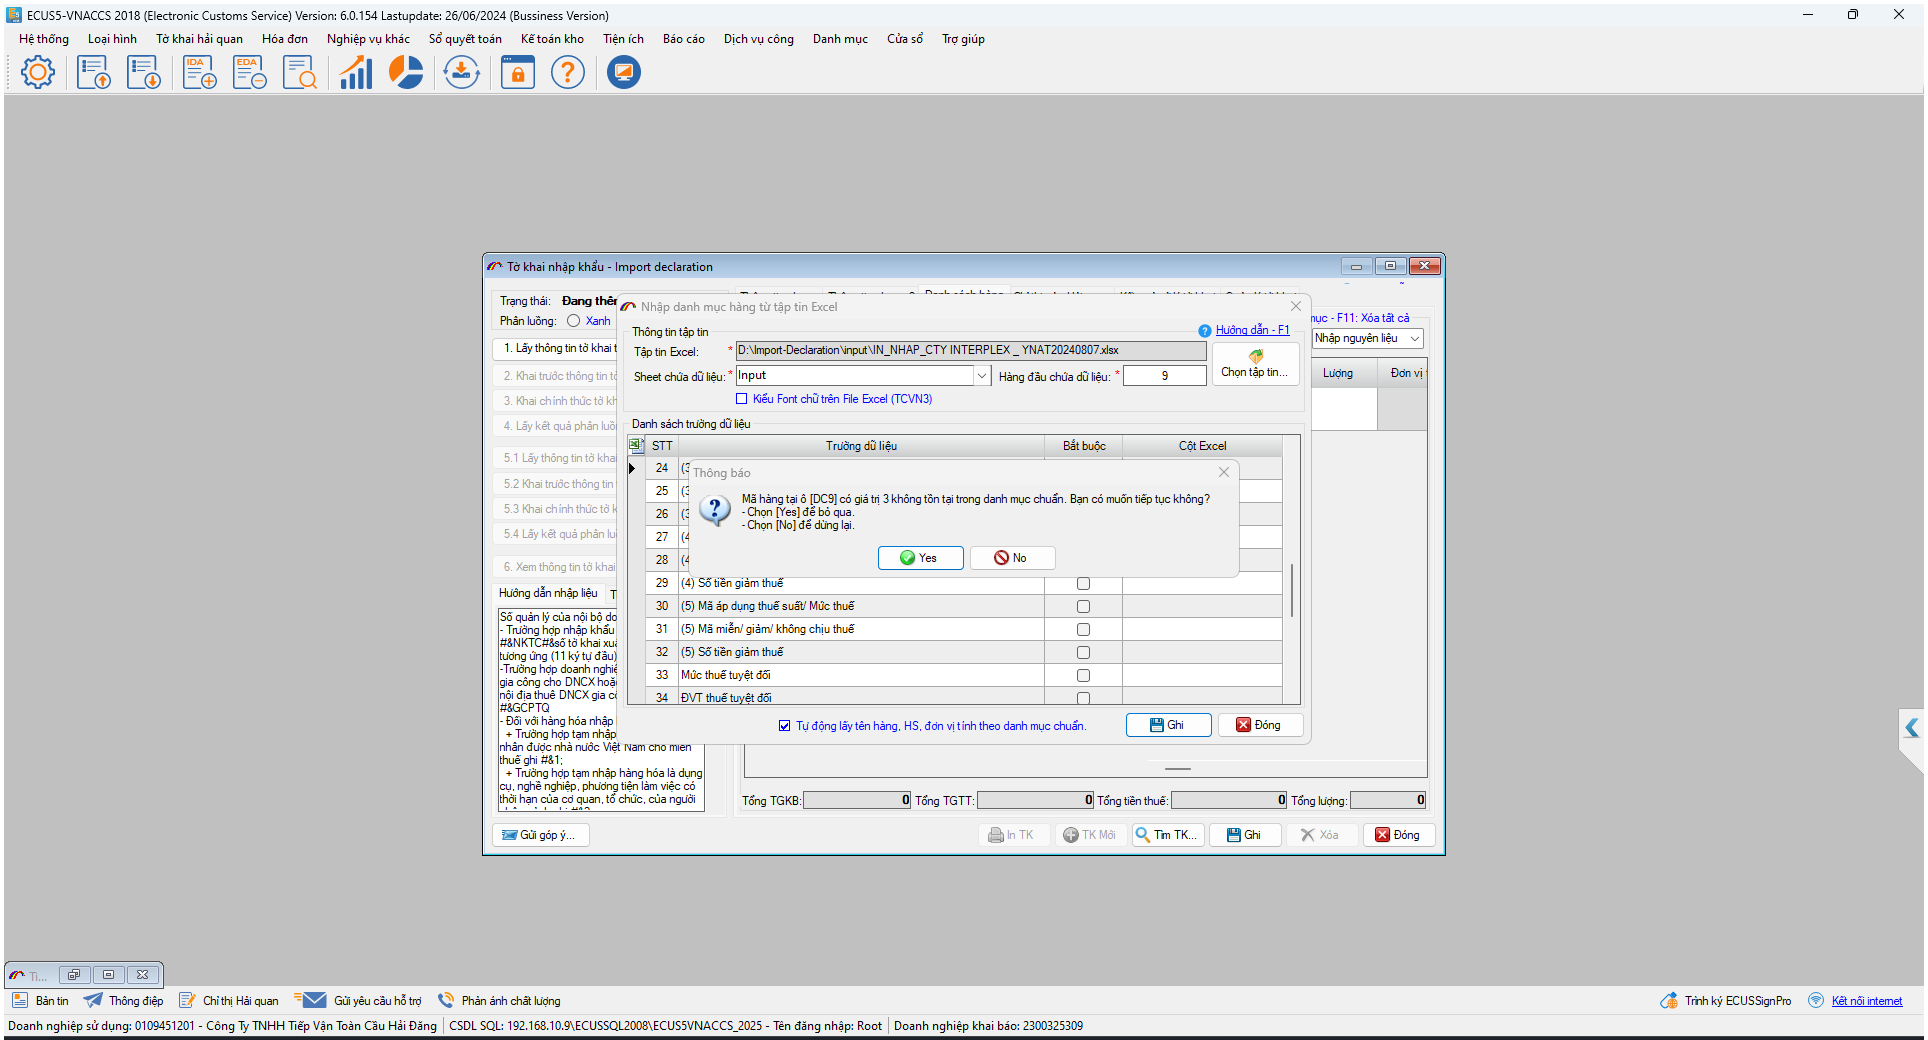 ECUS5-VNACCS 2018 (Electronic Customs Service) Version: 6.0.154 Lastupdate: 26/06/2024 (Bussiness Version)
Hệ thống Loại hình Tờ khai hải quan Hóa đơn Nghiệp vụ khác Sổ quyết toán Kế toán kho Tiện ích Báo cáo Dịch vụ công Danh mục Cửa sổ Trợ giúp
IDA EDA
Tờ khai nhập khẩu - Import declaration
Trạng thái: Đang thêm
Phân luồng: Xanh
1. Lấy thông tin tờ khai t
2. Khai trước thông tin tờ
3. Khai chính thức tờ kh
4. Lấy kết quả phân luồn
5.1 Lấy thông tin tờ khai
5.2 Khai trước thông tin
5.3 Khai chính thức tờ k
5.4 Lấy kết quả phân luồ
6. Xem thông tin tờ khai
Hướng dẫn nhập liệu
Số quản lý của nội bộ do
- Trường hợp nhập khẩu
#&NKTC#&số tờ khai xuấ
tương ứng (11 ký tự đầu)
-Trường hợp doanh nghiệ
gia công cho DNCX hoặ
nội địa thuê DNCX gia cô
#&GCPTQ
- Đối với hàng hóa nhập
+ Trường hợp tạm nhập
nhân được nhà nước Việt Nam cho miễn
thuế ghi #&1;
+ Trường hợp tạm nhập hàng hóa là dụng
cụ, nghề nghiệp, phương tiện làm việc có
thời hạn của cơ quan, tổ chức, của người
Nhập danh mục hàng từ tập tin Excel
Thông tin tập tin
Hướng dẫn - F1
Tập tin Excel: * D:\Import-Declaration\input\IN_NHAP_CTY INTERPLEX _ YNAT20240807.xlsx
Chọn tập tin...
Sheet chứa dữ liệu: * Input Hàng đầu chứa dữ liệu: * 9
Kiểu Font chữ trên File Excel (TCVN3)
Danh sách trường dữ liệu
STT Trường dữ liệu Bắt buộc Cột Excel
24 (3
25 (3
26 (3
27 (4
28 (4
29 (4) Số tiền giảm thuế
30 (5) Mã áp dụng thuế suất/ Mức thuế
31 (5) Mã miễn/ giảm/ không chịu thuế
32 (5) Số tiền giảm thuế
33 Mức thuế tuyệt đối
34 ĐVT thuế tuyệt đối
Tự động lấy tên hàng, HS, đơn vị tính theo danh mục chuẩn.
Ghi Đóng
Thông báo
Mã hàng tại ô [DC9] có giá trị 3 không tồn tại trong danh mục chuẩn. Bạn có muốn tiếp tục không?
- Chọn [Yes] để bỏ qua.
- Chọn [No] để dừng lại.
Yes No
mục - F11: Xóa tất cả
Nhập nguyên liệu
Lượng Đơn vị
Tổng TGKB: 0 Tổng TGTT: 0 Tổng tiền thuế: 0 Tổng lượng: 0
Gửi góp ý... In TK TK Mới Tìm TK... Ghi Xóa Đóng
Ti...
Bản tin Thông điệp Chỉ thị Hải quan Gửi yêu cầu hỗ trợ Phản ánh chất lượng Trình ký ECUSSignPro Kết nối internet
Doanh nghiệp sử dụng: 0109451201 - Công Ty TNHH Tiếp Vận Toàn Cầu Hải Đăng CSDL SQL: 192.168.10.9\ECUSSQL2008\ECUS5VNACCS_2025 - Tên đăng nhập: Root Doanh nghiệp khai báo: 2300325309